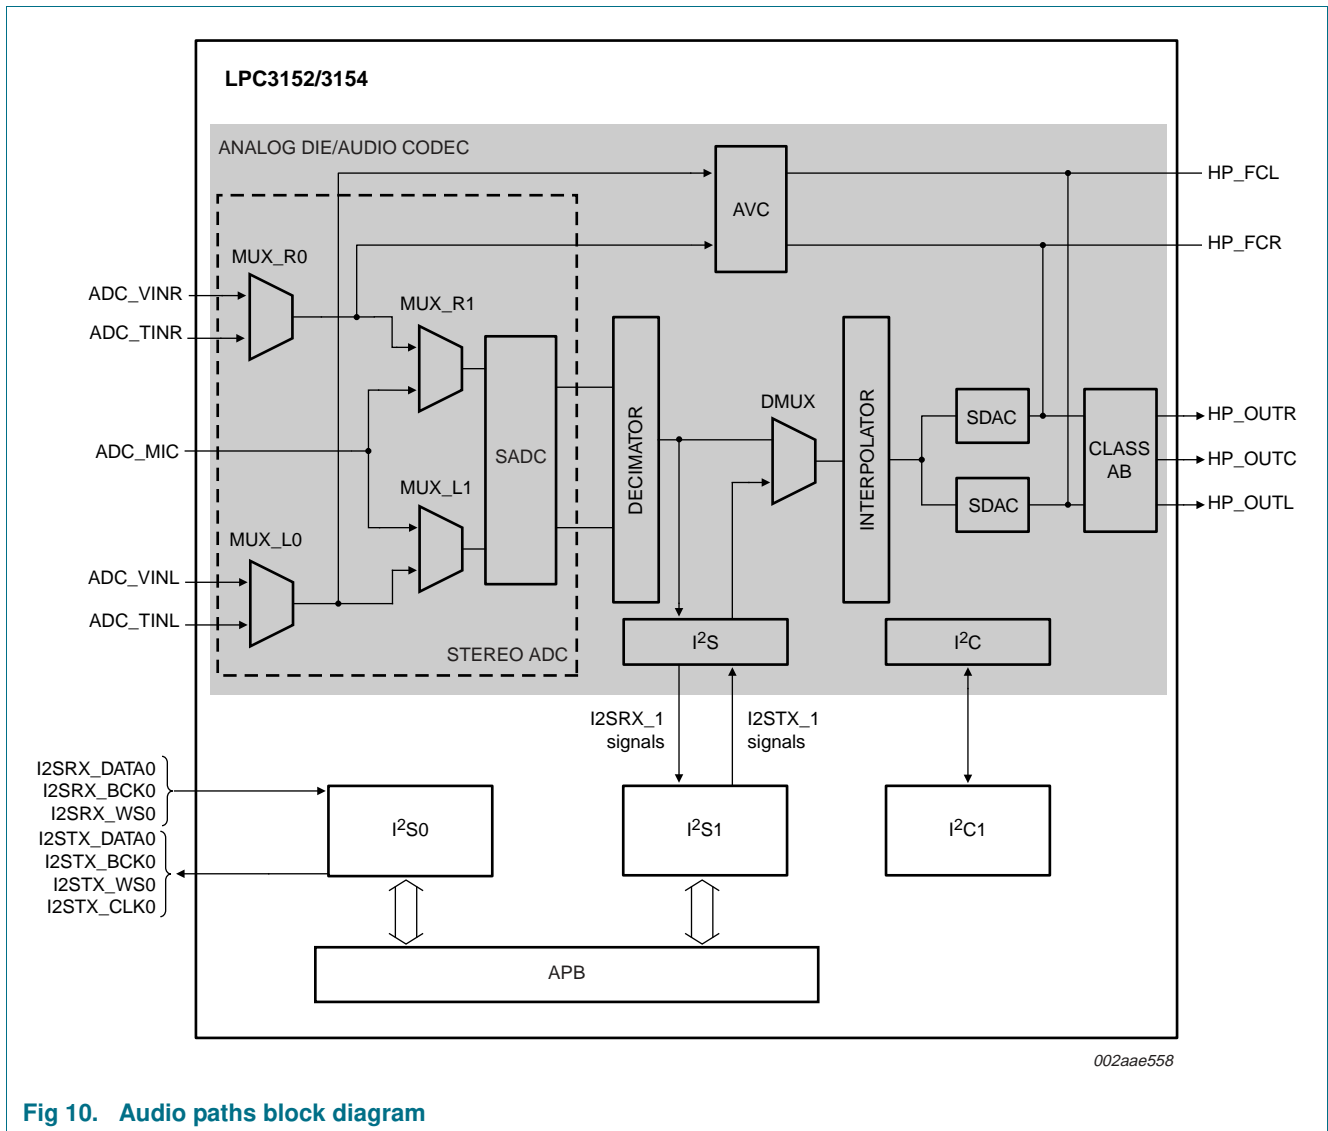 LPC3152/3154
ANALOG DIE/AUDIO CODEC
AVC
HP_FCL
HP_FCR
MUX_R0
ADC_VINR
ADC_TINR
MUX_R1
ADC_MIC
SADC
DECIMATOR
DMUX
INTERPOLATOR
SDAC
SDAC
CLASS
AB
HP_OUTR
HP_OUTC
HP_OUTL
MUX_L1
MUX_L0
ADC_VINL
ADC_TINL
STEREO ADC
I2S
I2C
I2SRX_1
signals
I2STX_1
signals
I2SRX_DATA0
I2SRX_BCK0
I2SRX_WS0
I2STX_DATA0
I2STX_BCK0
I2STX_WS0
I2STX_CLK0
I2S0
I2S1
I2C1
APB
002aae558
Fig 10. Audio paths block diagram